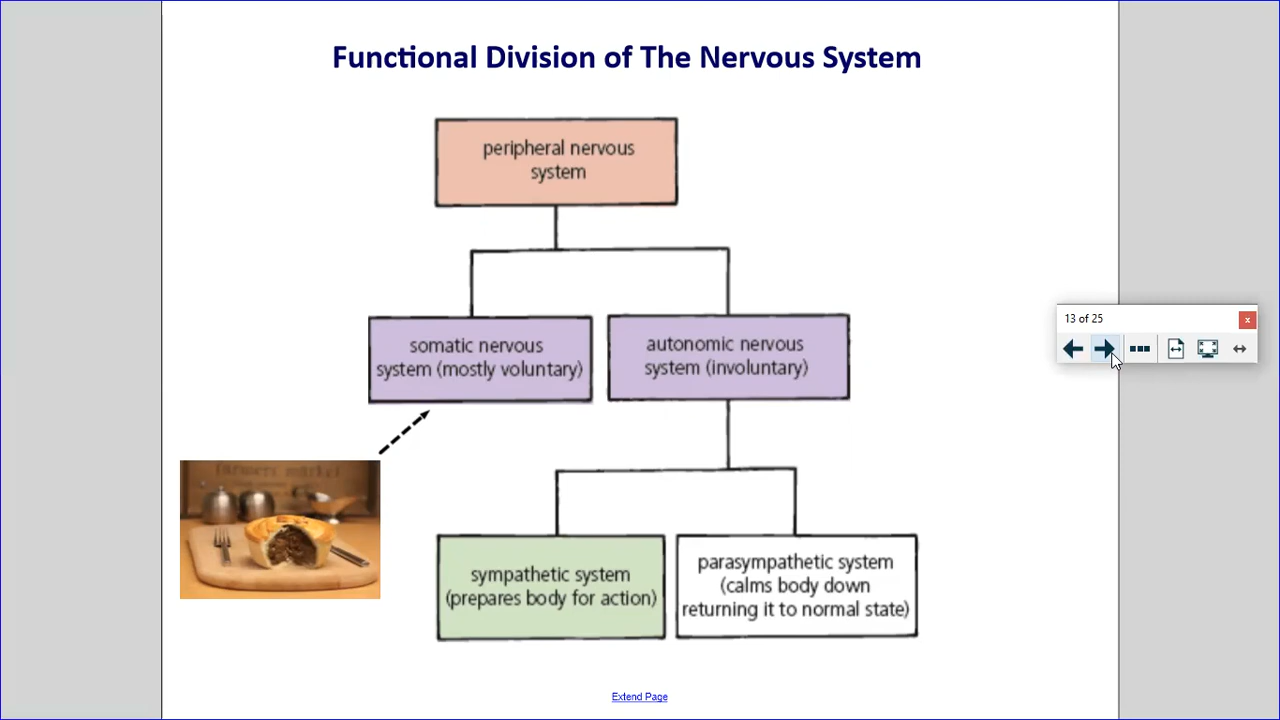 Functional Division of The Nervous System
peripheral nervous
system
somatic nervous
system (mostly voluntary)
autonomic nervous
system (involuntary)
13 of 25
x
farmers market
sympathetic system
(prepares body for action)
parasympathetic system
(calms body down
returning it to normal state)
Extend Page